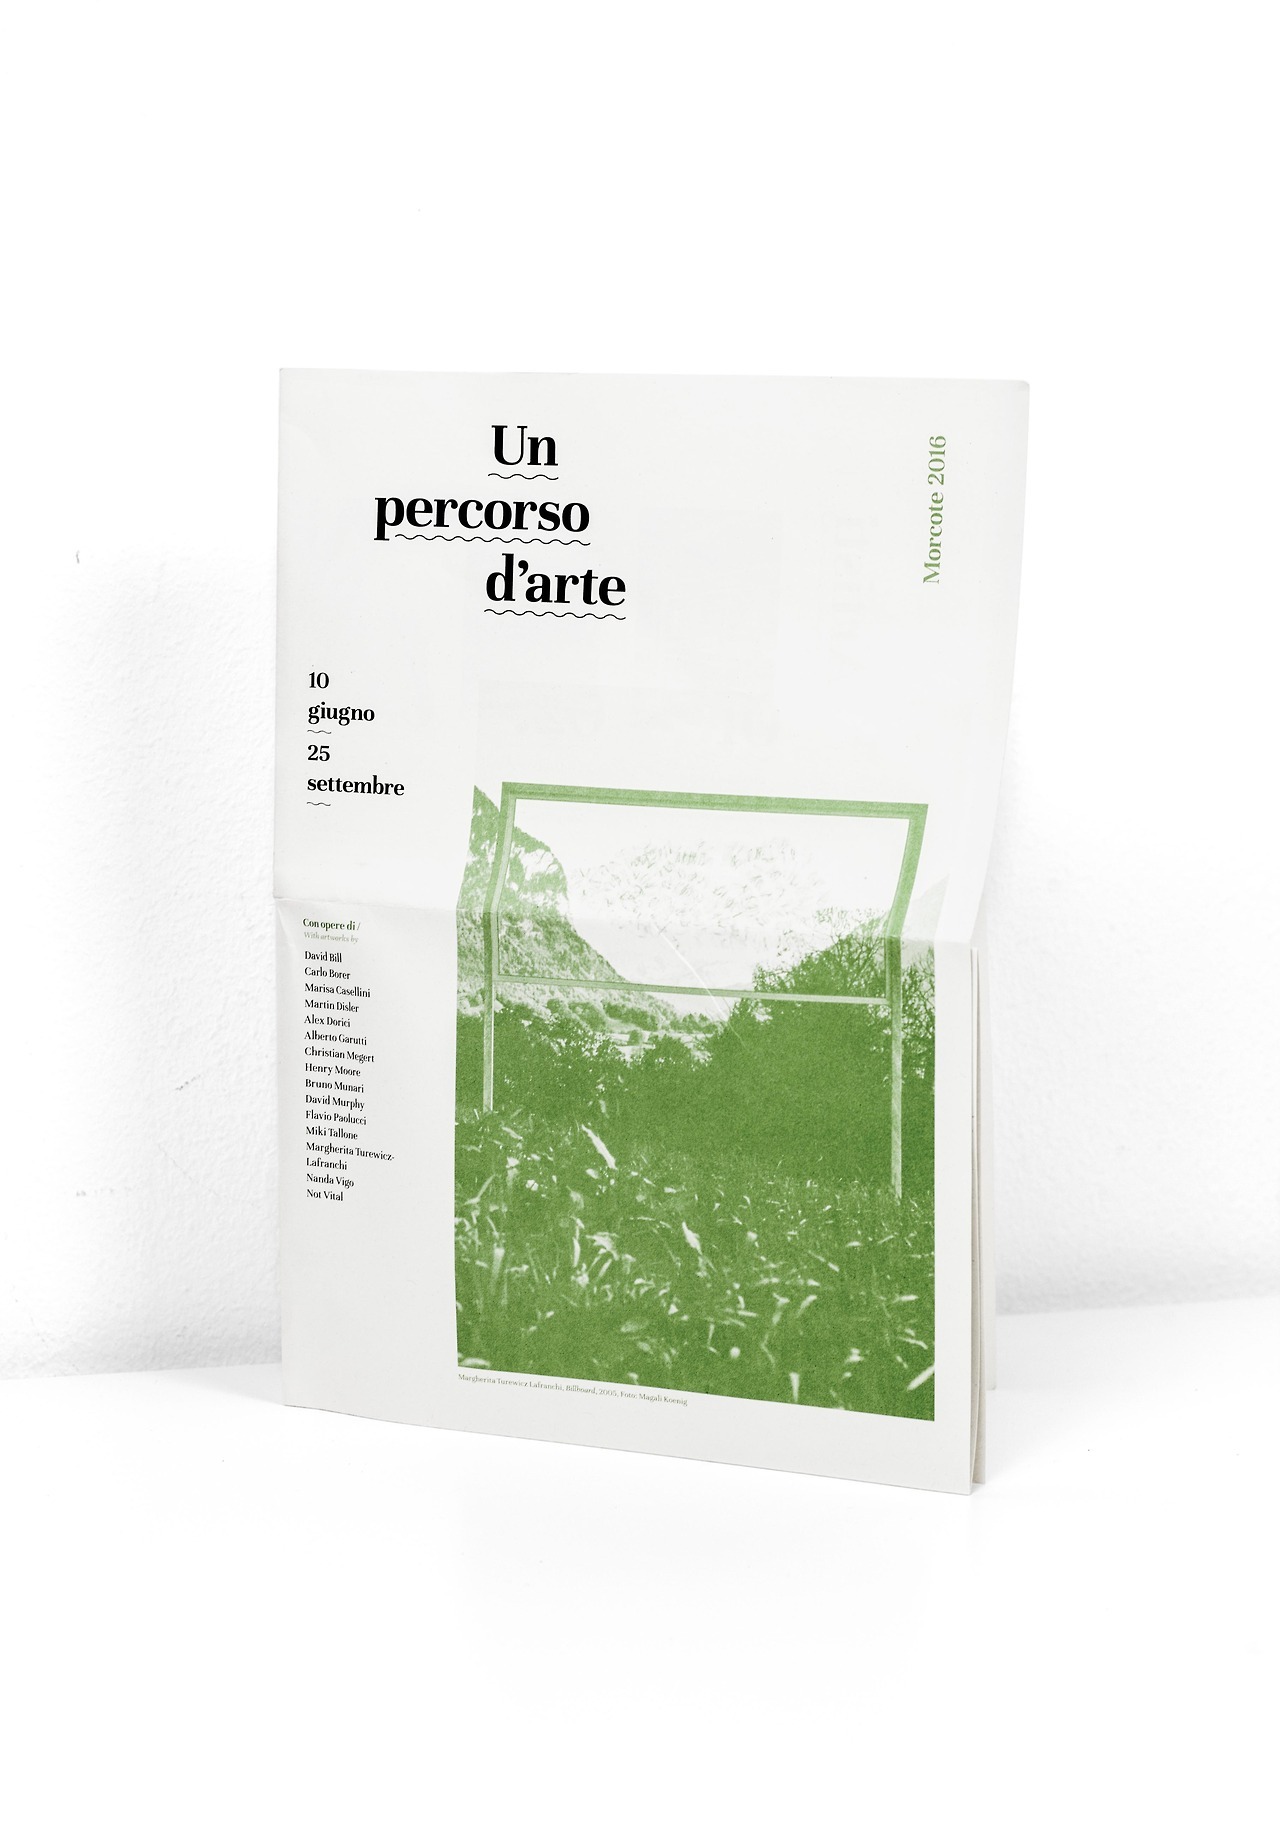 Un
percorso
d’arte
Morcote 2016
10
giugno
25
settembre
Con opere di /
With artworks by
David Bill
Carlo Borer
Marisa Casellini
Martin Disler
Alex Dorici
Alberto Garutti
Christian Megert
Henry Moore
Bruno Munari
David Murphy
Flavio Paolucci
Miki Tallone
Margherita Turewicz-
Lafranchi
Nanda Vigo
Not Vital
Margherita Turewicz Lafranchi, Billboard, 2005, Foto: Magali Koenig